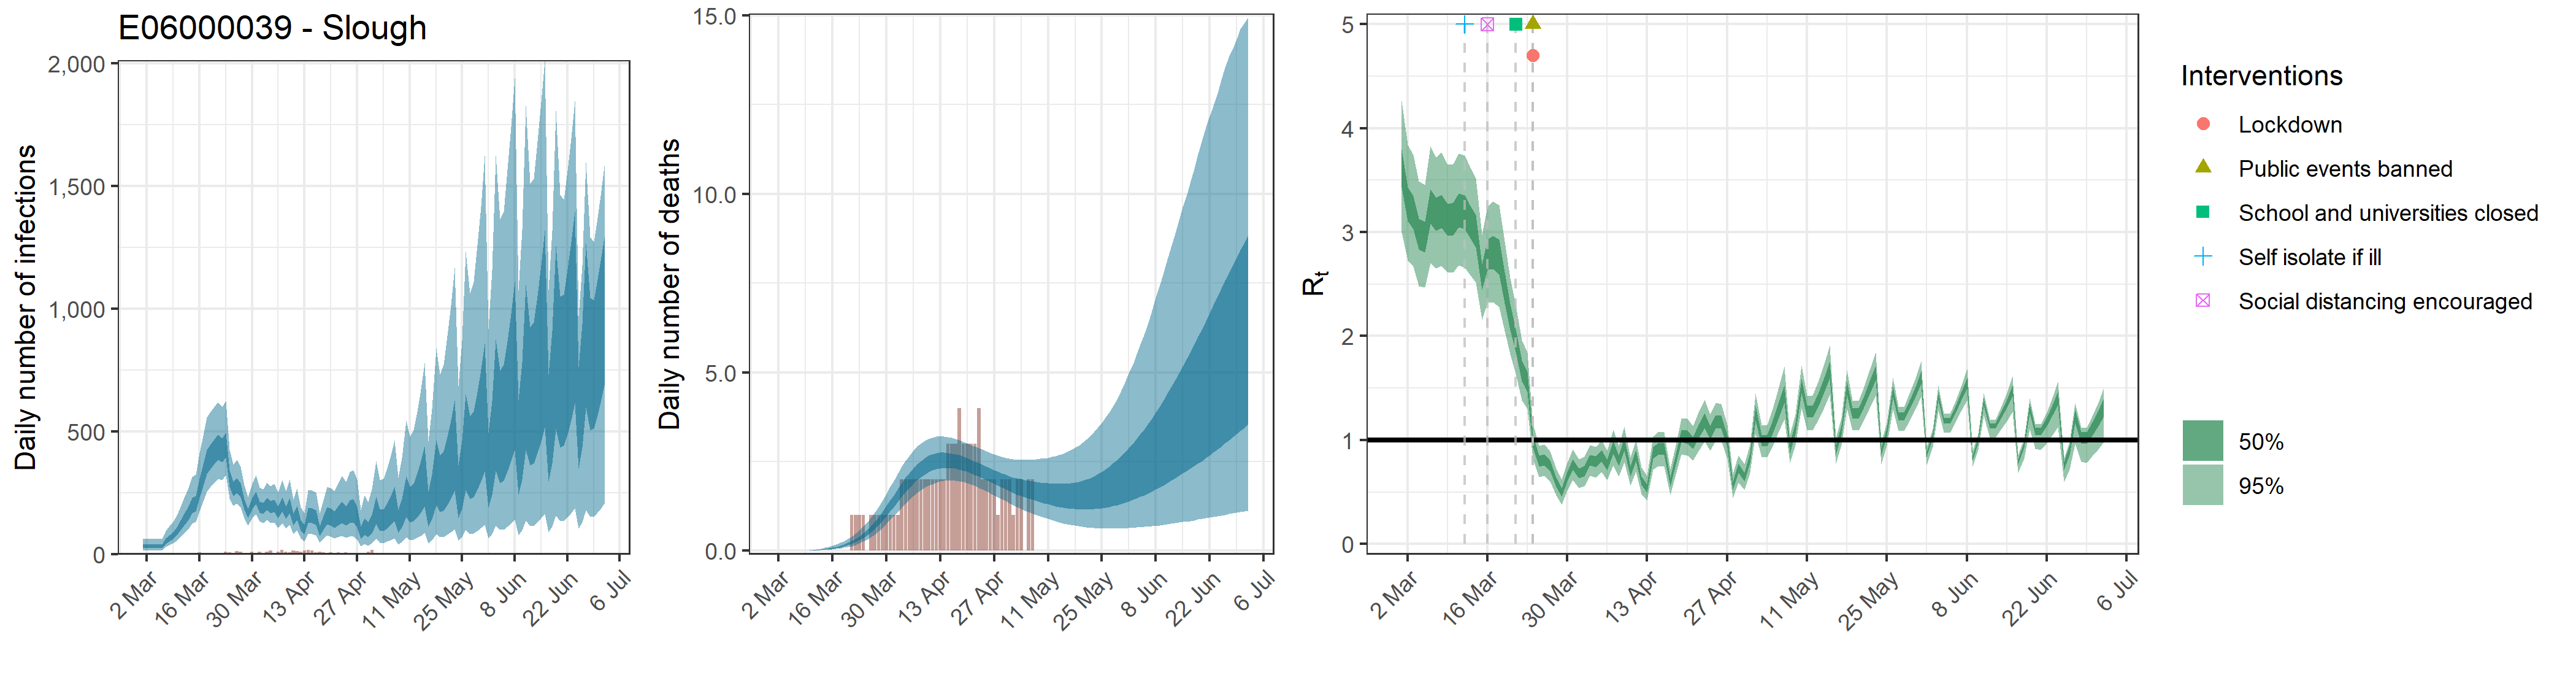 E06000039 - Slough
Daily number of infections
2,000
1,500
1,000
500
0
2 Mar
16 Mar
30 Mar
13 Apr
27 Apr
11 May
25 May
8 Jun
22 Jun
6 Jul
Daily number of deaths
15.0
10.0
5.0
0.0
2 Mar
16 Mar
30 Mar
13 Apr
27 Apr
11 May
25 May
8 Jun
22 Jun
6 Jul
Rt
5
4
3
2
1
0
2 Mar
16 Mar
30 Mar
13 Apr
27 Apr
11 May
25 May
8 Jun
22 Jun
6 Jul
Interventions
Lockdown
Public events banned
School and universities closed
Self isolate if ill
Social distancing encouraged
50%
95%